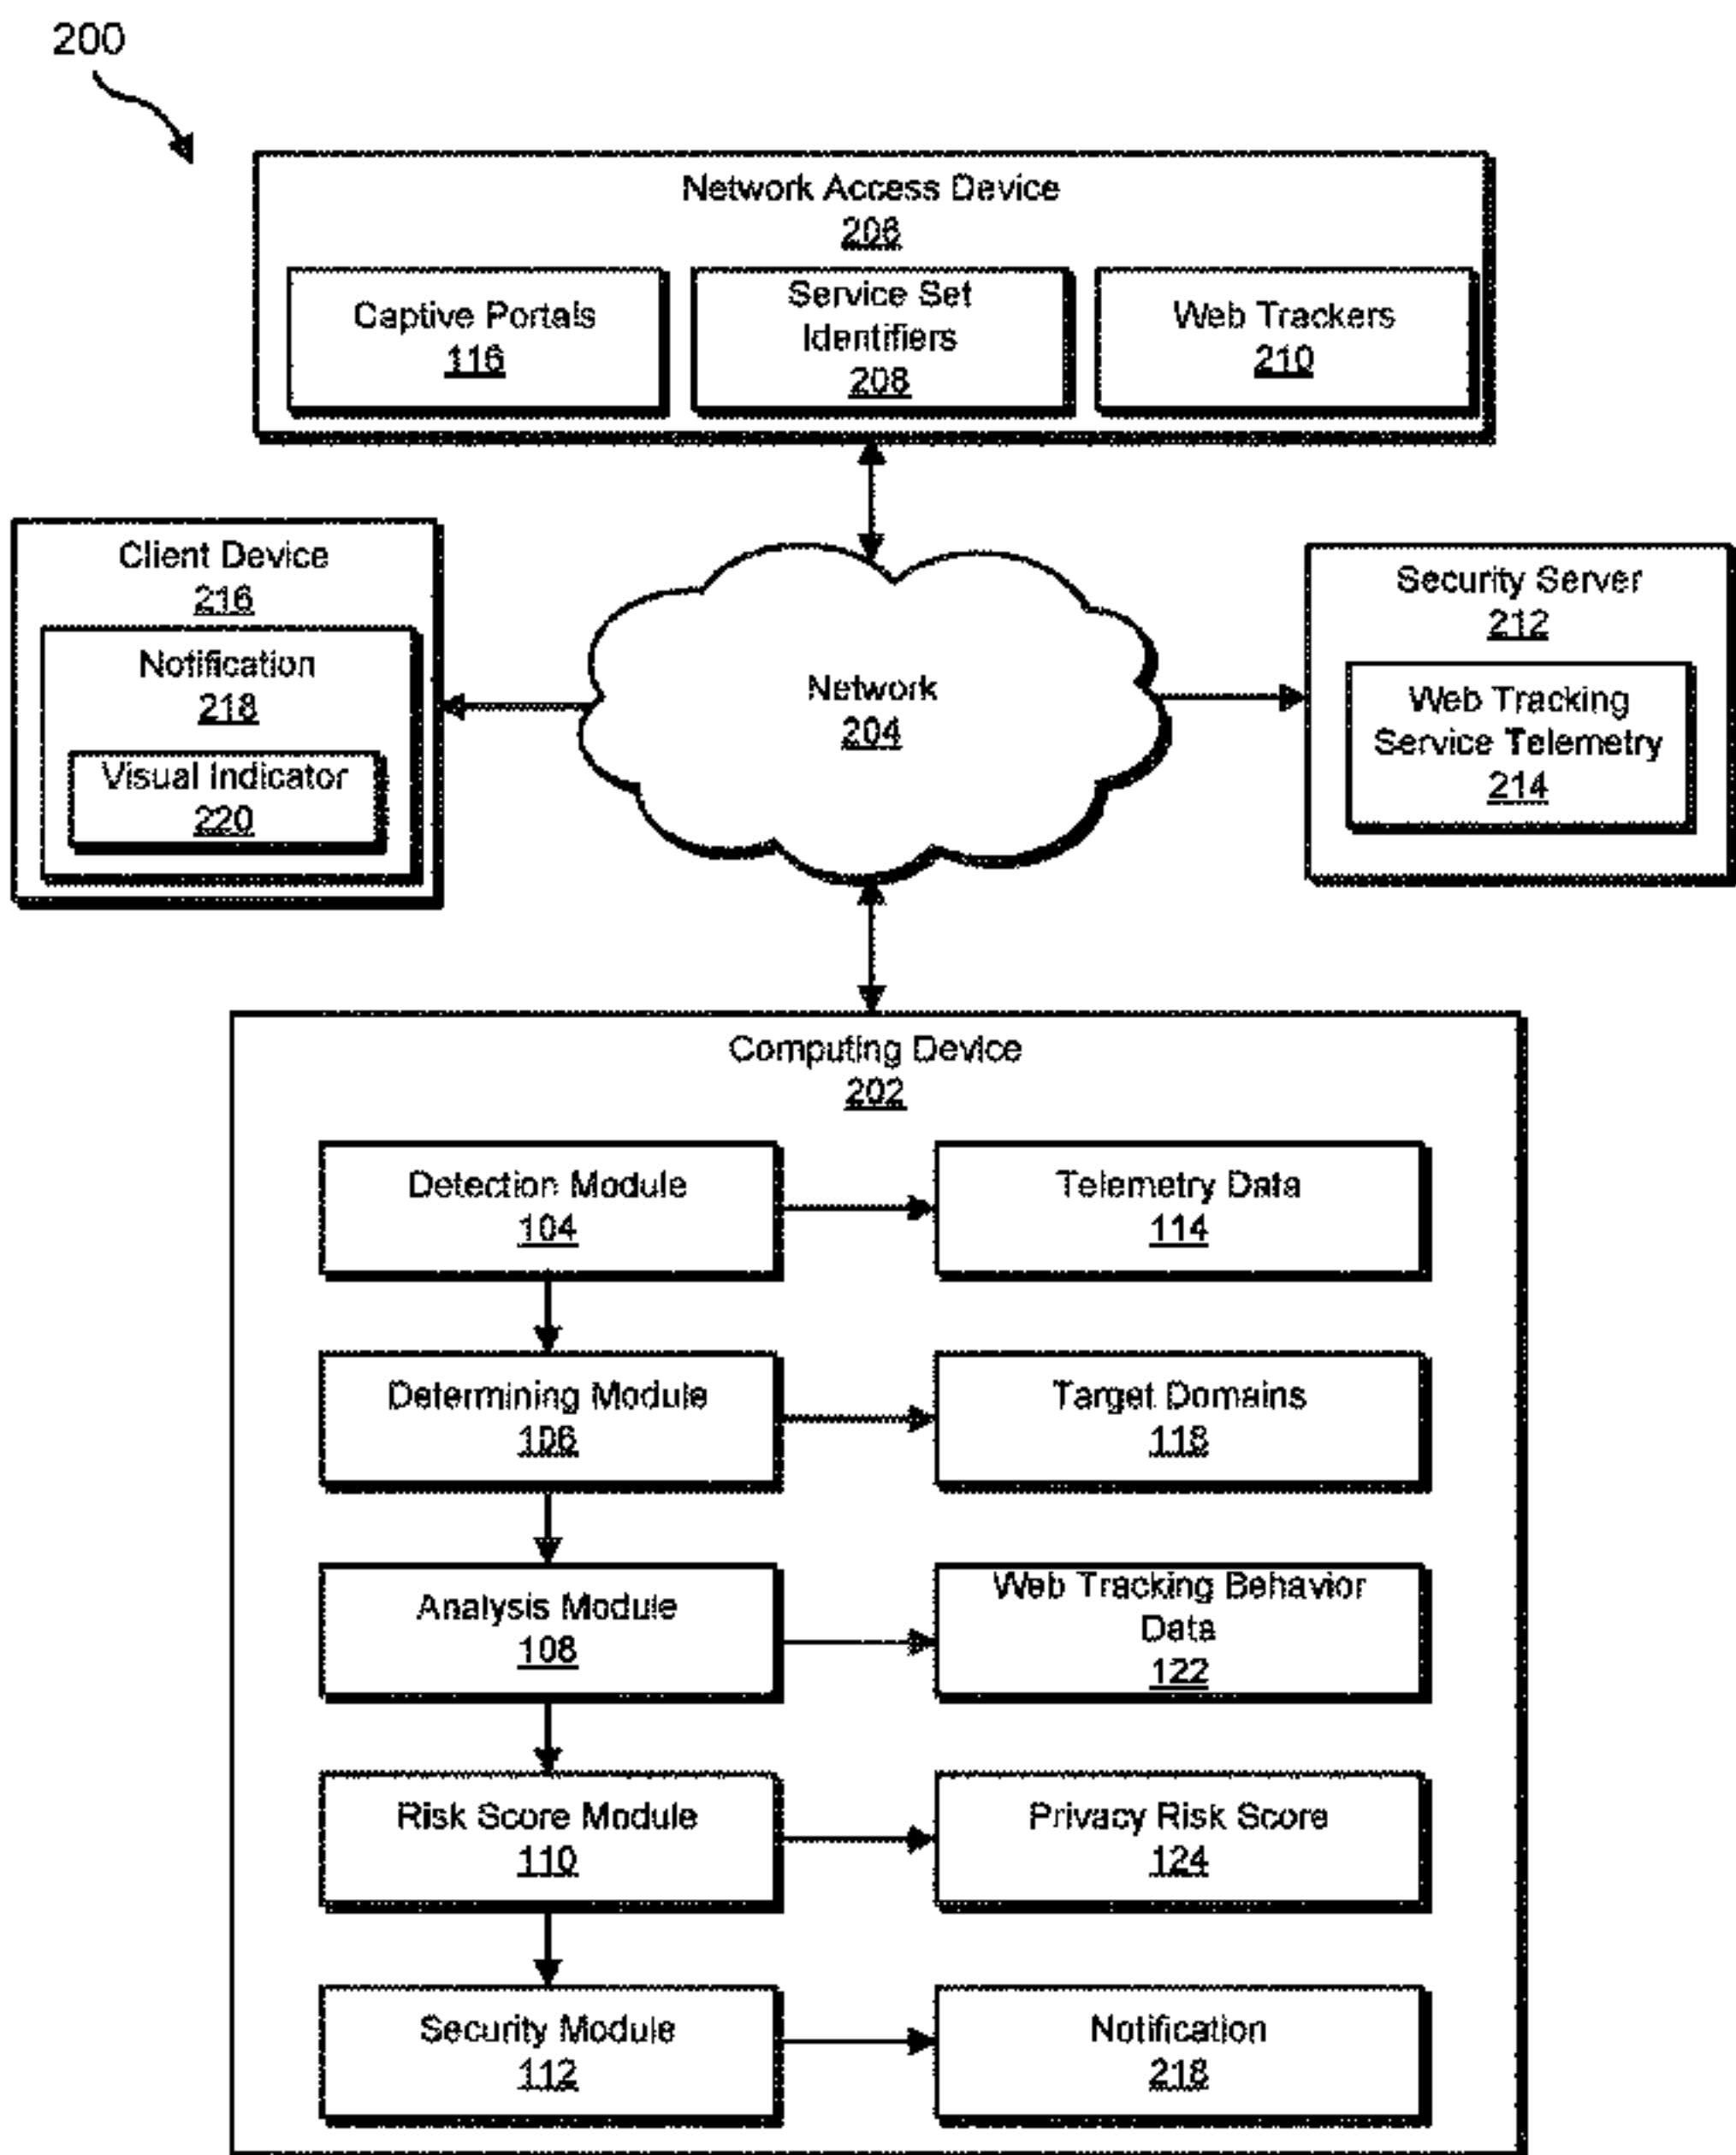 200
Network Access Device
206
Captive Portals
116
Service Set
Identifiers
208
Web Trackers
210
Client Device
216
Notification
218
Visual Indicator
220
Network
204
Security Server
212
Web Tracking
Service Telemetry
214
Computing Device
202
Detection Module
104
Telemetry Data
114
Determining Module
106
Target Domains
118
Analysis Module
108
Web Tracking Behavior
Data
122
Risk Score Module
110
Privacy Risk Score
124
Security Module
112
Notification
218